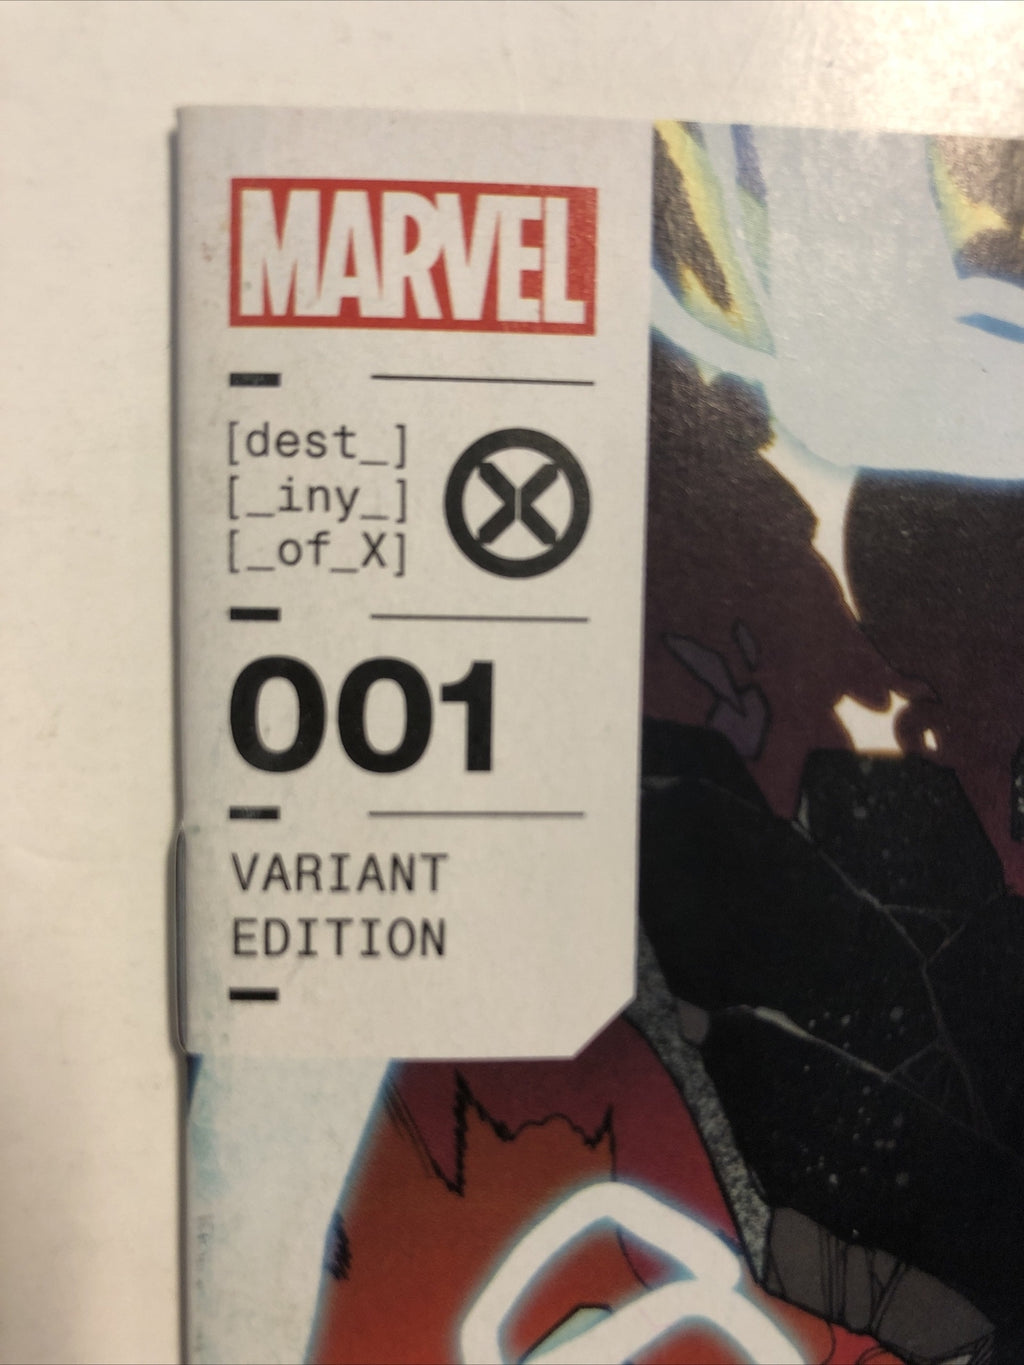 MARVEL
[dest_]
[_iny_]
[_of_X]
X
001
VARIANT
EDITION